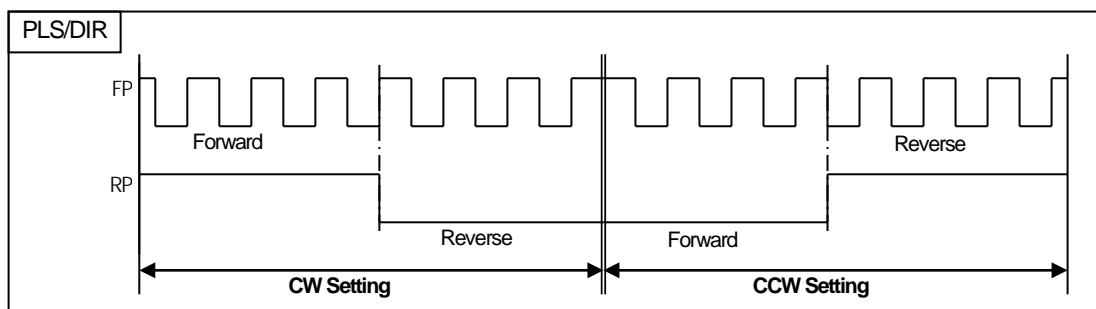 PLS/DIR
FP
Forward
Reverse
RP
Reverse
Forward
CW Setting
CCW Setting